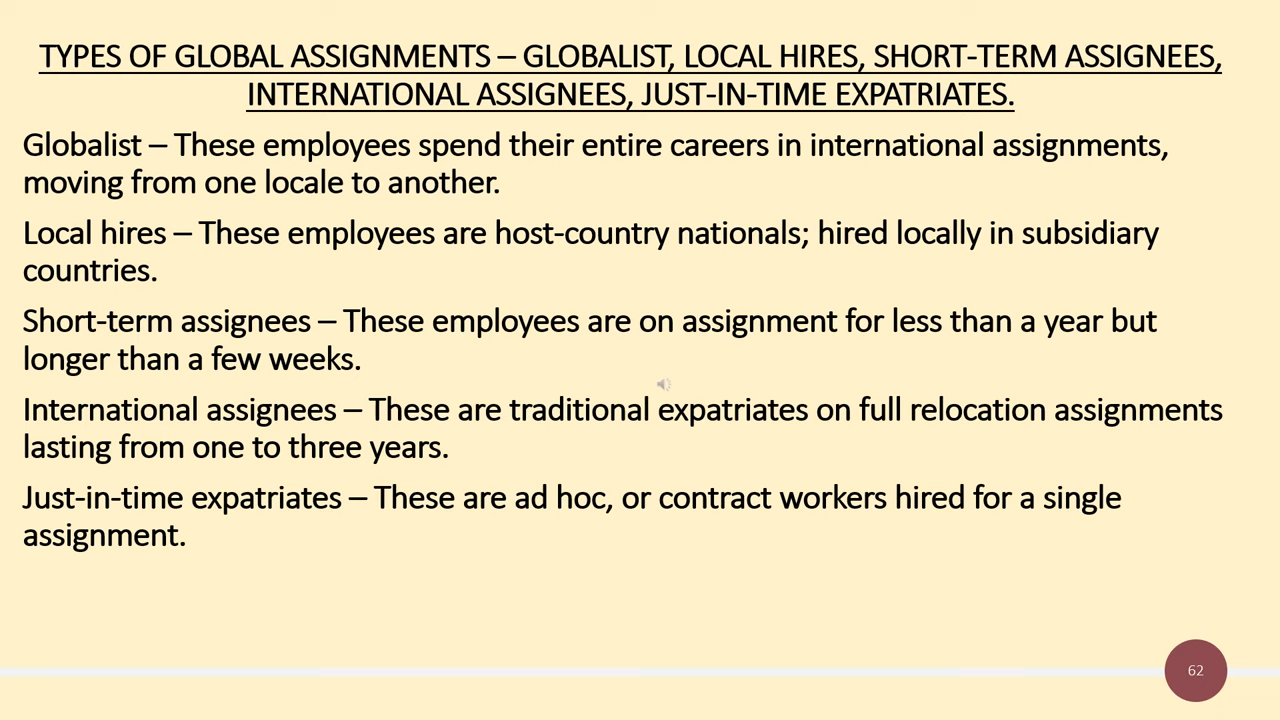 TYPES OF GLOBAL ASSIGNMENTS – GLOBALIST, LOCAL HIRES, SHORT-TERM ASSIGNEES,
INTERNATIONAL ASSIGNEES, JUST-IN-TIME EXPATRIATES.
Globalist – These employees spend their entire careers in international assignments,
moving from one locale to another.
Local hires – These employees are host-country nationals; hired locally in subsidiary
countries.
Short-term assignees – These employees are on assignment for less than a year but
longer than a few weeks.
International assignees – These are traditional expatriates on full relocation assignments
lasting from one to three years.
Just-in-time expatriates – These are ad hoc, or contract workers hired for a single
assignment.
62